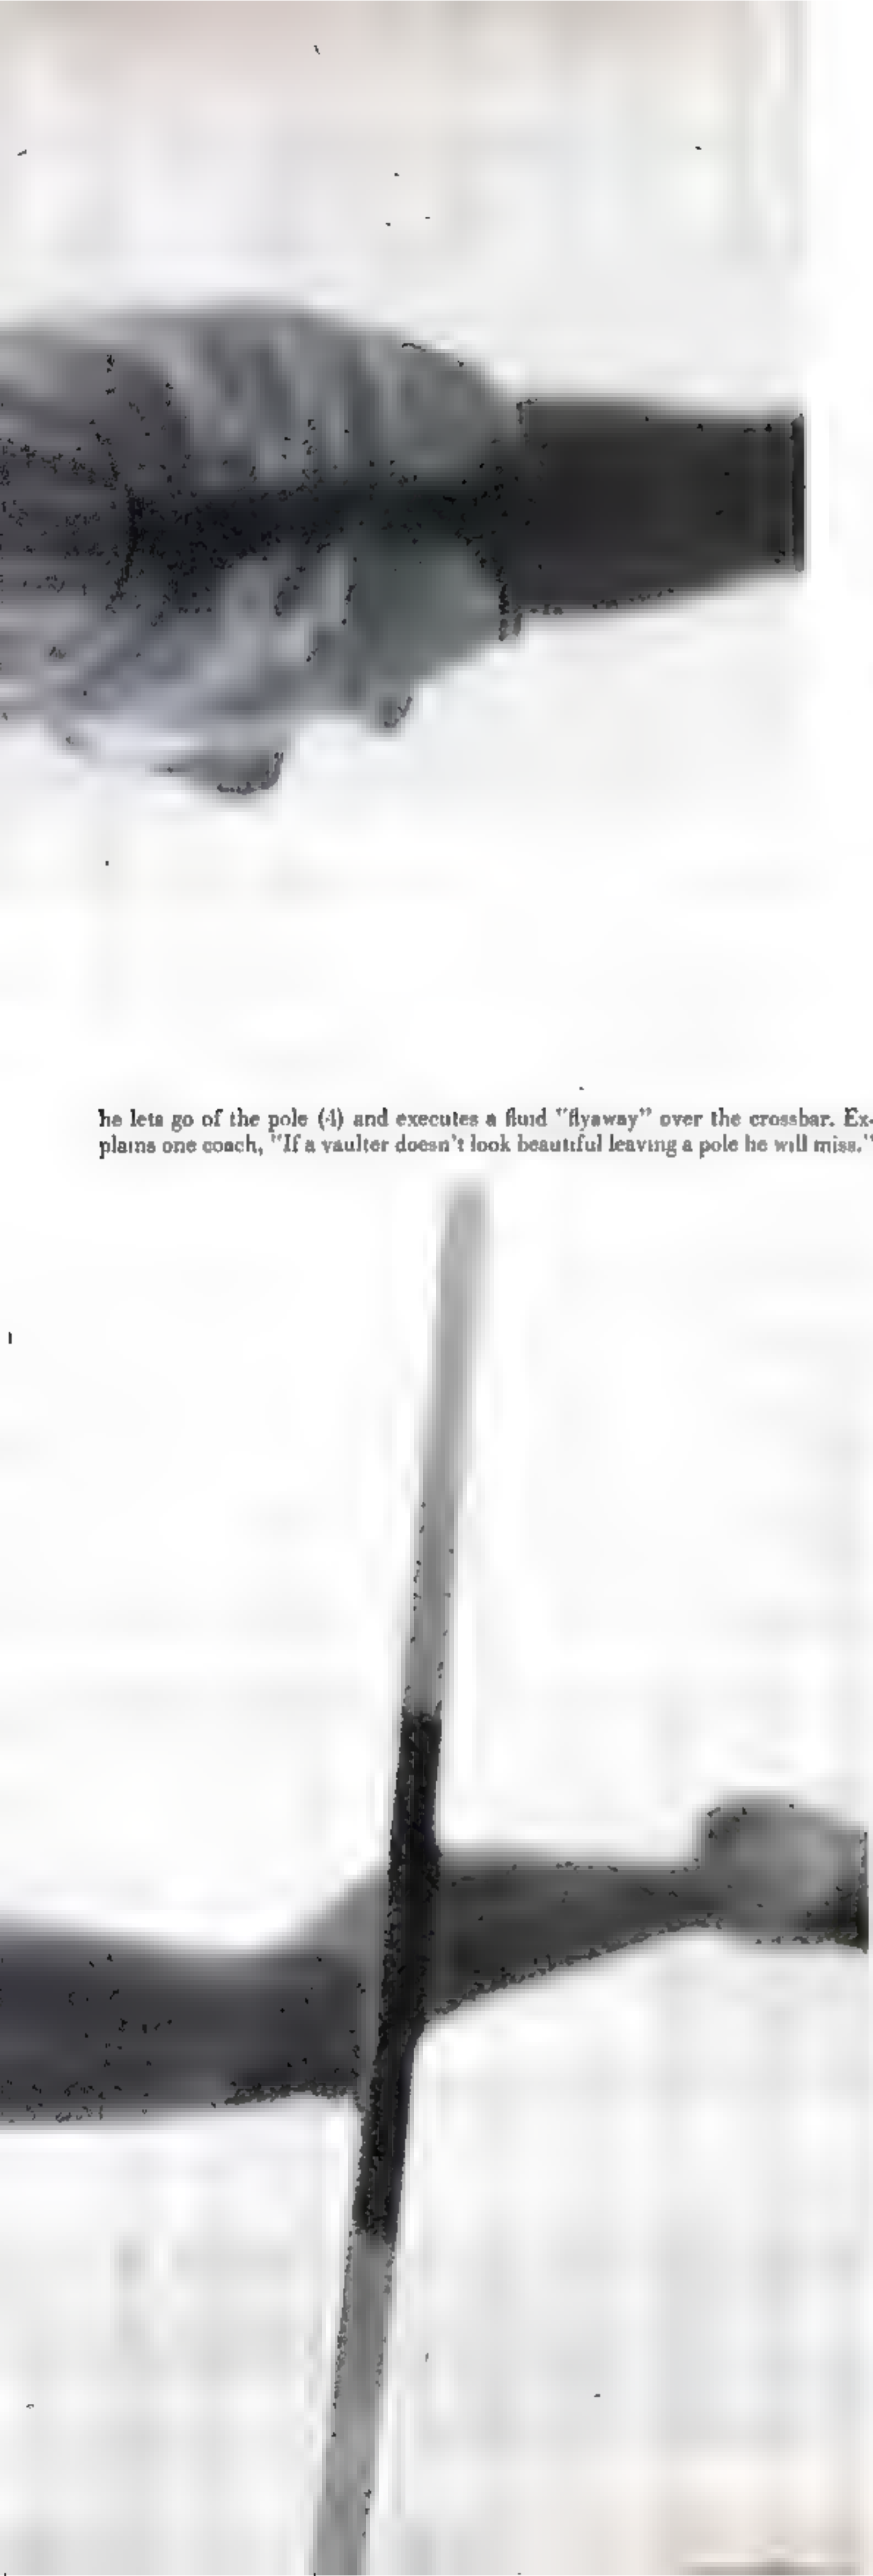 he lets go of the pole (4) and executes a fluid "flyaway" over the crossbar. Ex-
plains one coach, "If a vaulter doesn't look beautiful leaving a pole he will miss."